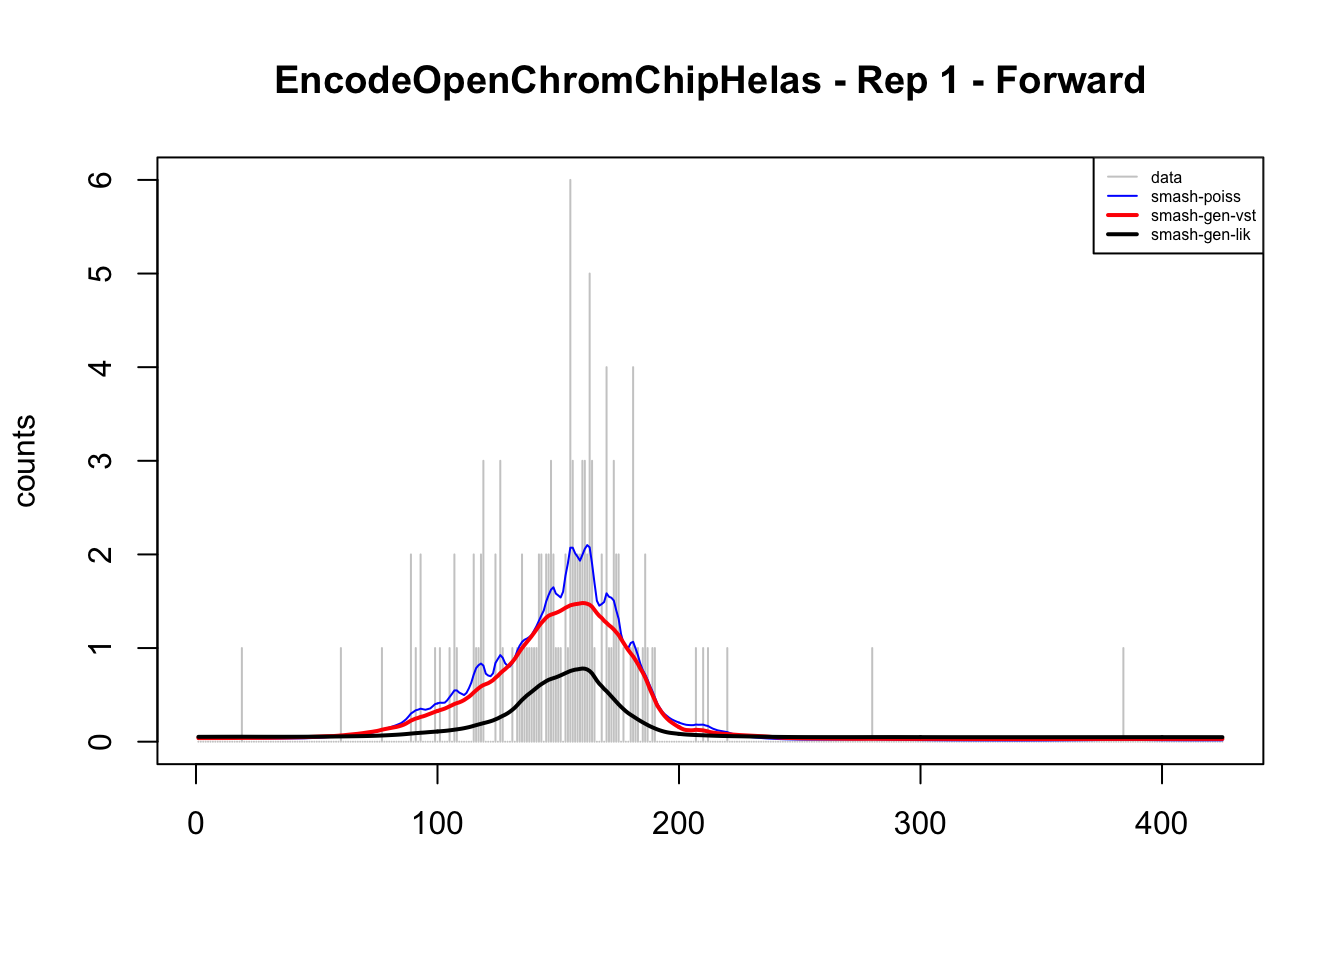 EncodeOpenChromChipHelas - Rep 1 - Forward
counts
6
5
4
3
2
1
0
data
smash-poiss
smash-gen-vst
smash-gen-lik
0 100 200 300 400